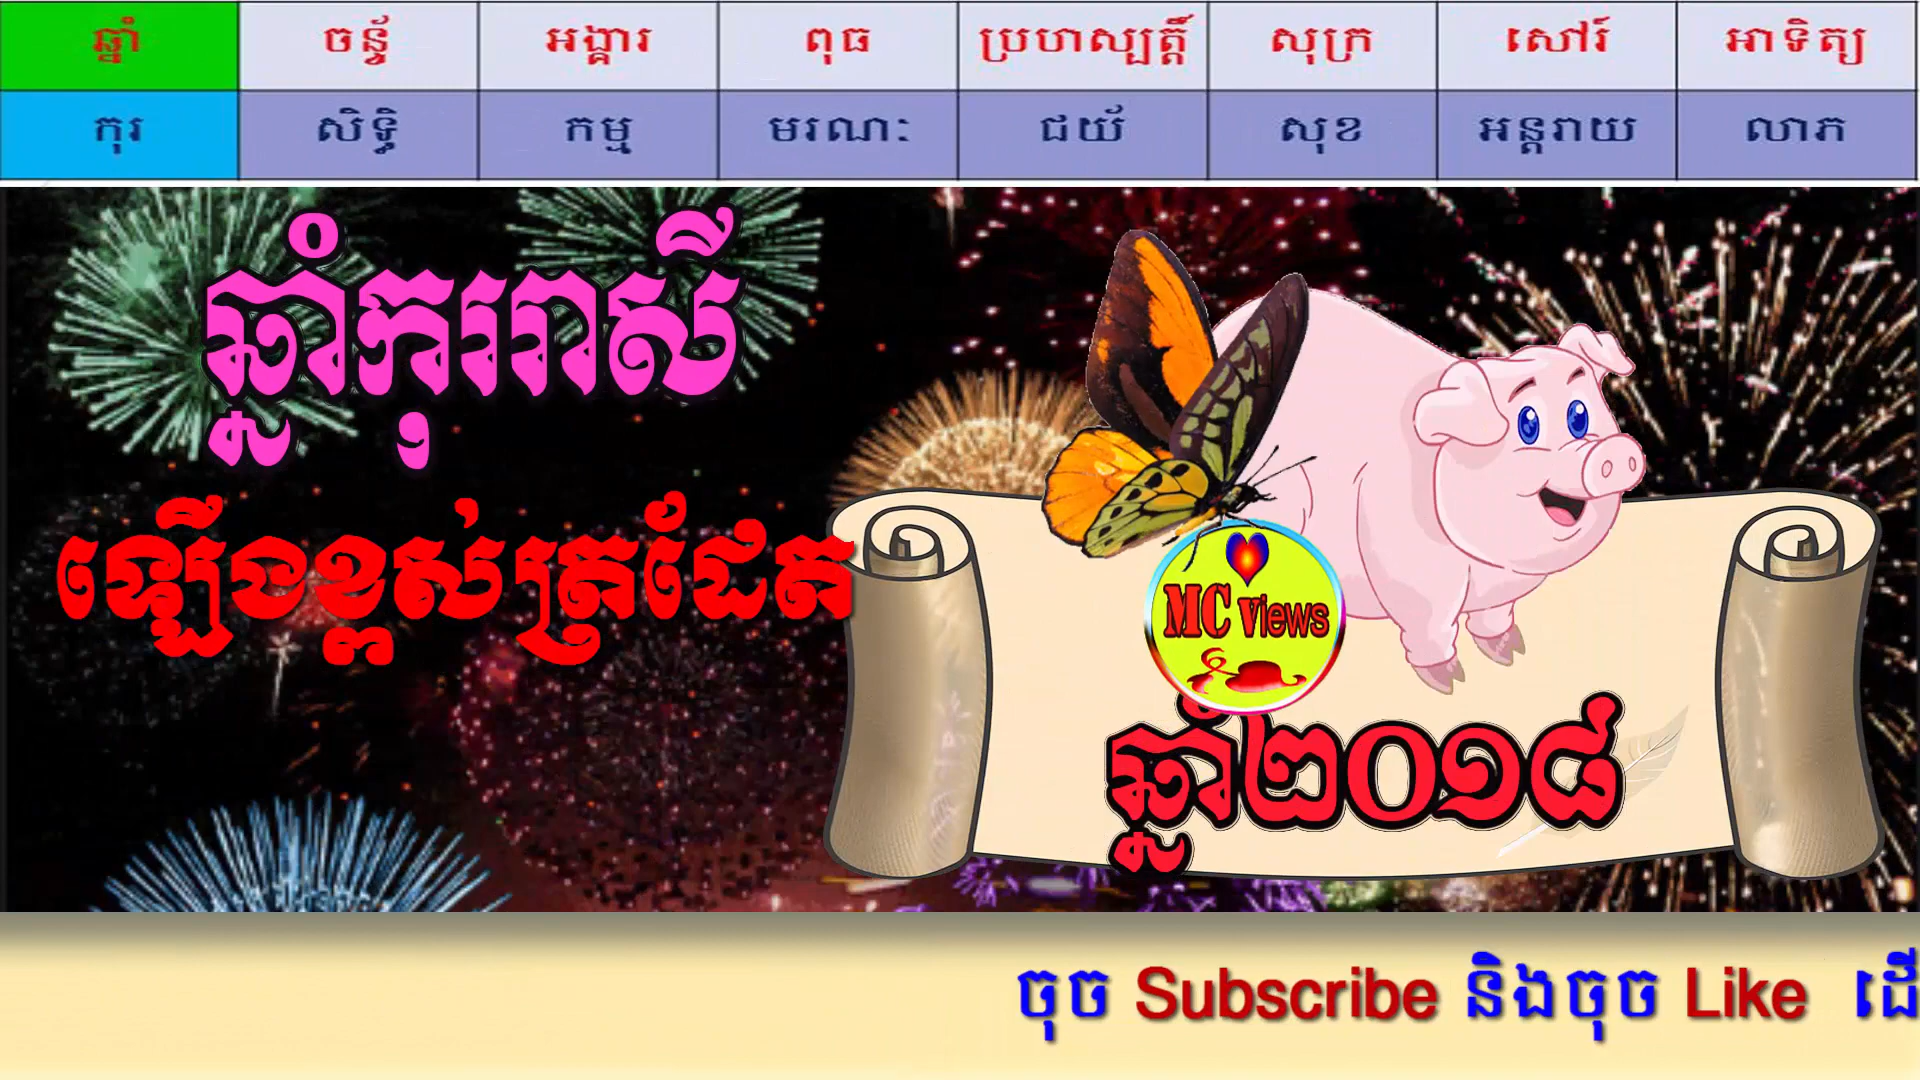 ឆ្នាំ ចន្ទ័ អង្គារ ពុធ ប្រហស្បត្តិ៍ សុក្រ សៅរ៍ អាទិត្យ
កុរ សិទ្ធិ កម្ម មរណៈ ជយ័ សុខ អន្តរាយ លាភ
ឆ្នាំកុររាសី
ឡើងខ្ពស់ត្រដែត
MC Views
ឆ្នាំ២០១៨
ចុច Subscribe និងចុច Like ដើ